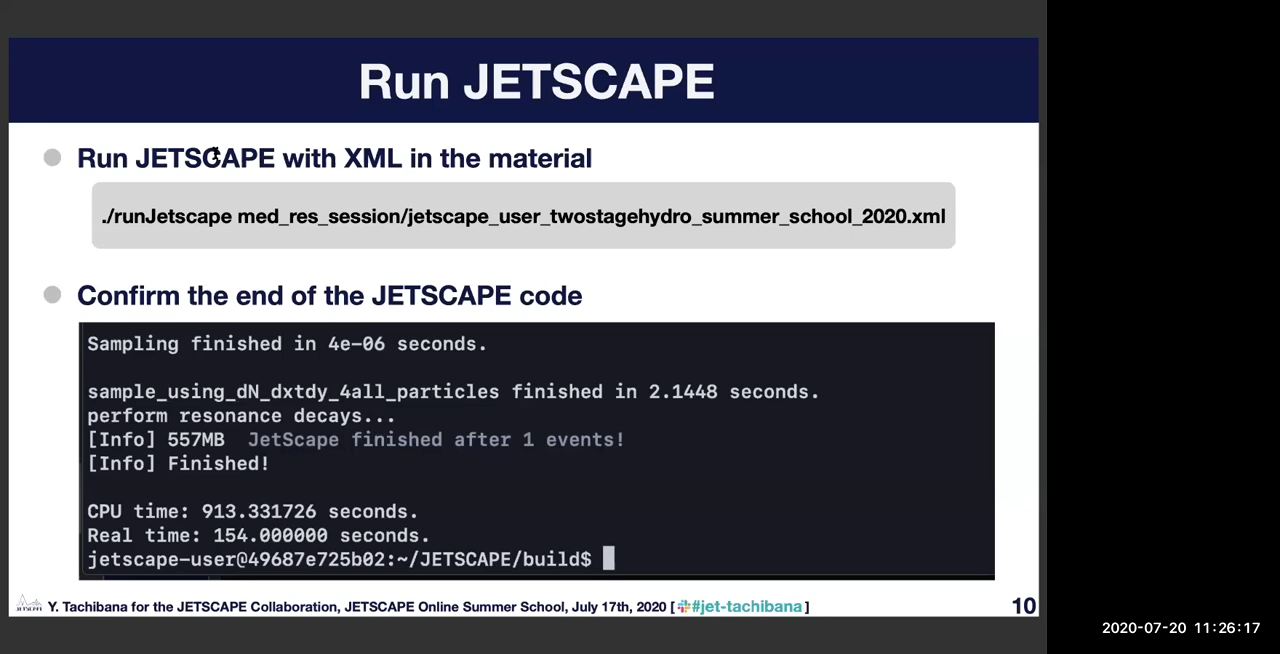 Run JETSCAPE
Run JETSCAPE with XML in the material
./runJetscape med_res_session/jetscape_user_twostagehydro_summer_school_2020.xml
Confirm the end of the JETSCAPE code
Sampling finished in 4e-06 seconds.
sample_using_dN_dxtdy_4all_particles finished in 2.1448 seconds.
perform resonance decays...
[Info] 557MB  JetScape finished after 1 events!
[Info] Finished!
CPU time: 913.331726 seconds.
Real time: 154.000000 seconds.
jetscape-user@49687e725b02:~/JETSCAPE/build$
JETSCAPE Y. Tachibana for the JETSCAPE Collaboration, JETSCAPE Online Summer School, July 17th, 2020 [ #jet-tachibana ] 10
2020-07-20 11:26:17